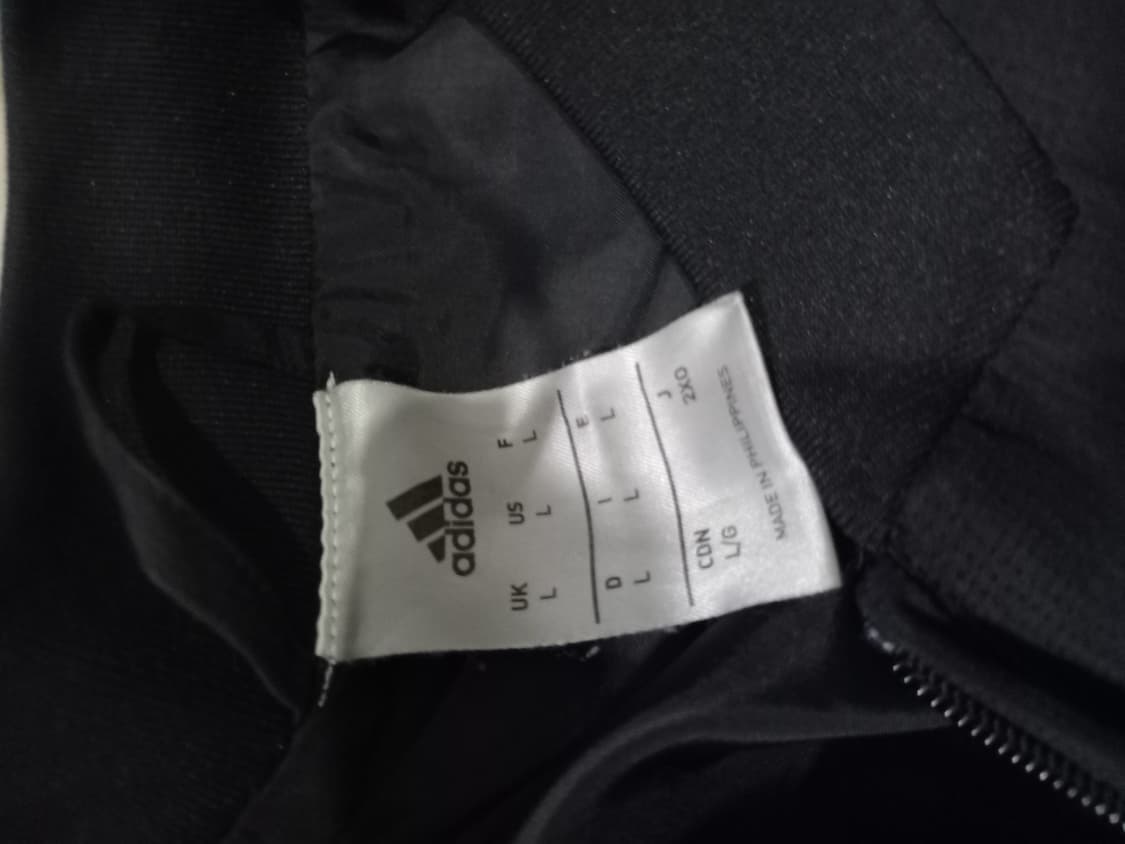 adidas
UK US F
L L L
D I E
L L L
CDN J
L/G 2XO
MADE IN PHILIPPINES